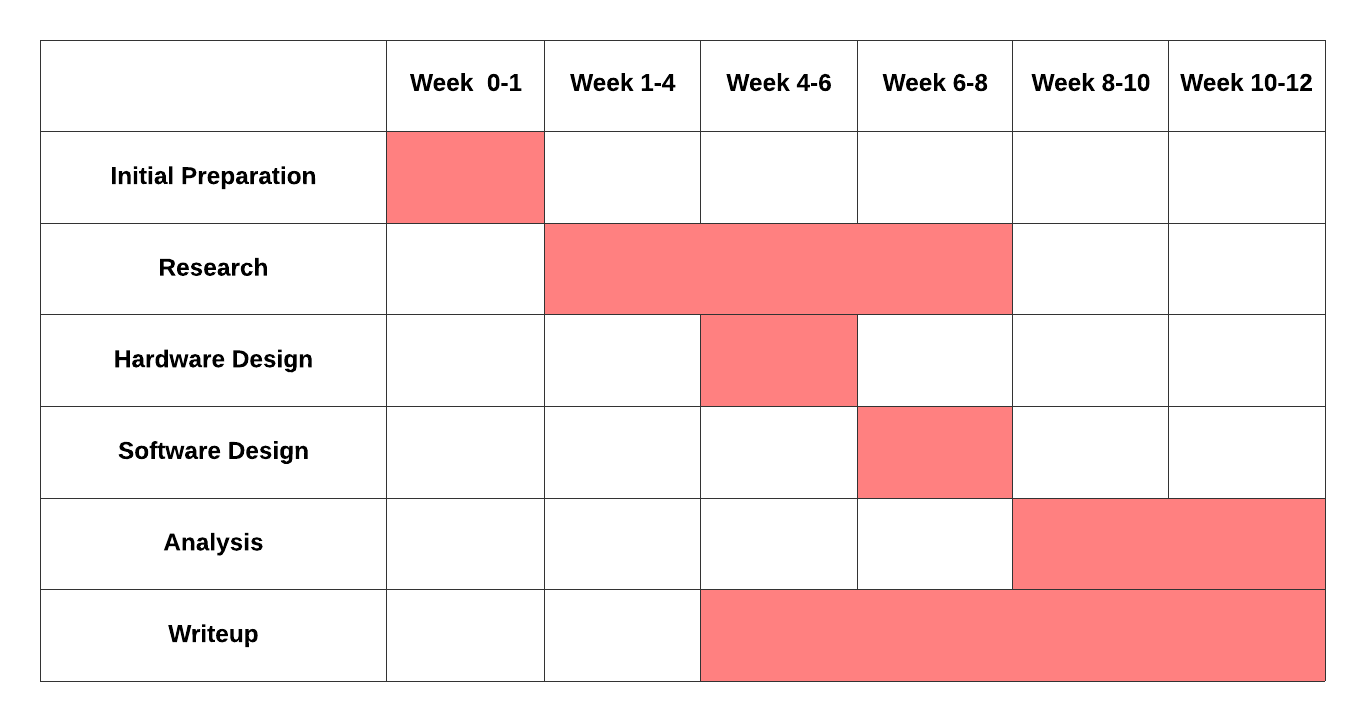 Week  0-1 Week 1-4 Week 4-6 Week 6-8 Week 8-10 Week 10-12
Initial Preparation
Research
Hardware Design
Software Design
Analysis
Writeup